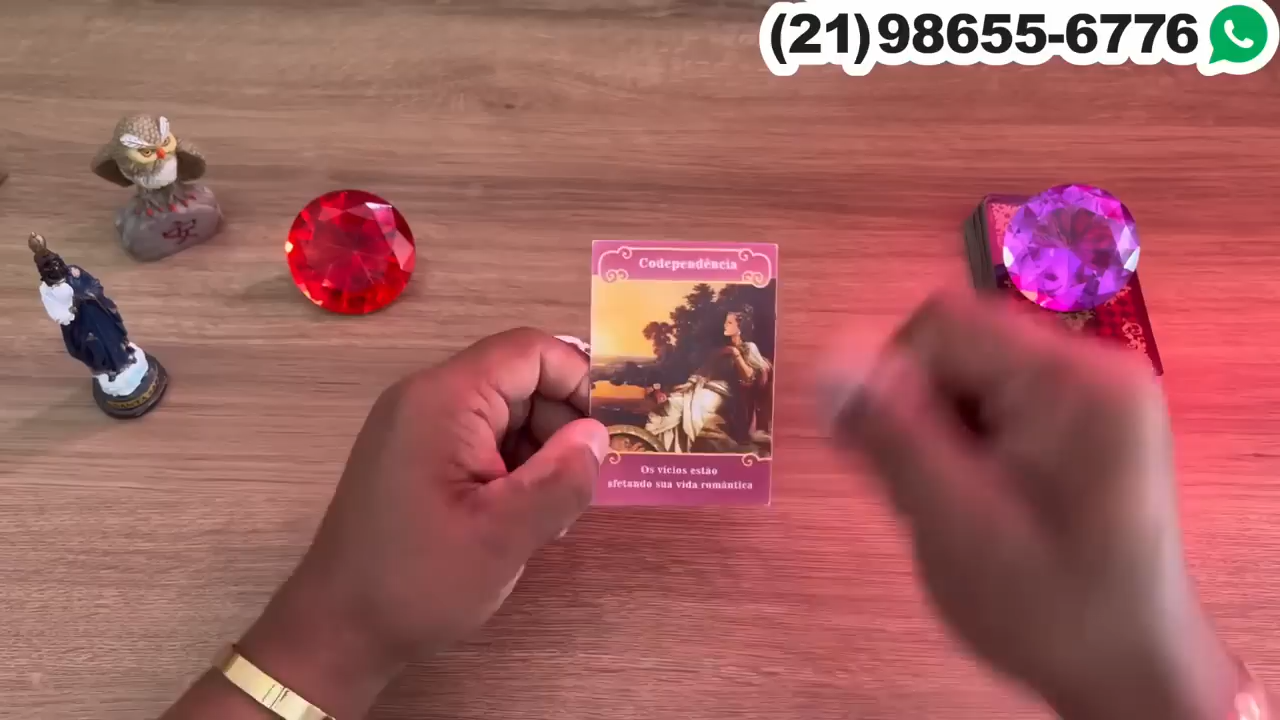 (21)98655-6776
Codependência
Os vícios estão
afetando sua vida romântica